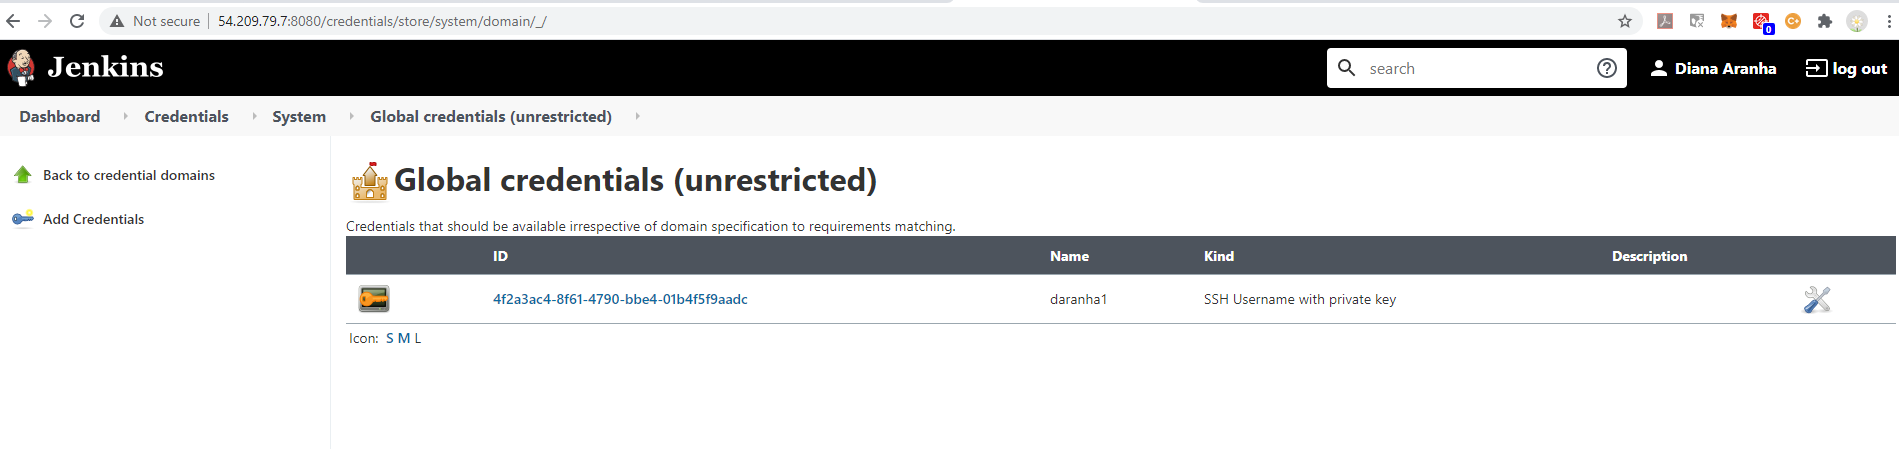 Not secure 54.209.79.7:8080/credentials/store/system/domain/_/
0
C+
Jenkins
search
Diana Aranha
log out
Dashboard Credentials System Global credentials (unrestricted)
Back to credential domains
Add Credentials
Global credentials (unrestricted)
Credentials that should be available irrespective of domain specification to requirements matching.
ID Name Kind Description
4f2a3ac4-8f61-4790-bbe4-01b4f5f9aadc daranha1 SSH Username with private key
Icon: S M L